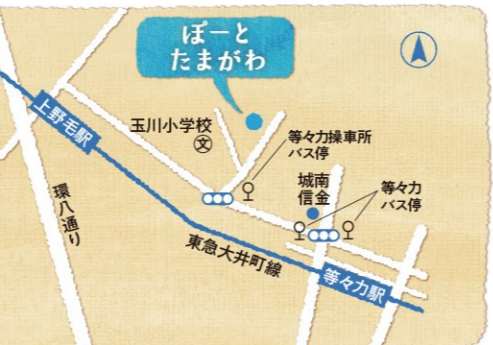 ぽーと
たまがわ
上野毛駅
玉川小学校
文
等々力操車所
バス停
城南
信金
等々力
バス停
環八通り
東急大井町線
等々力駅